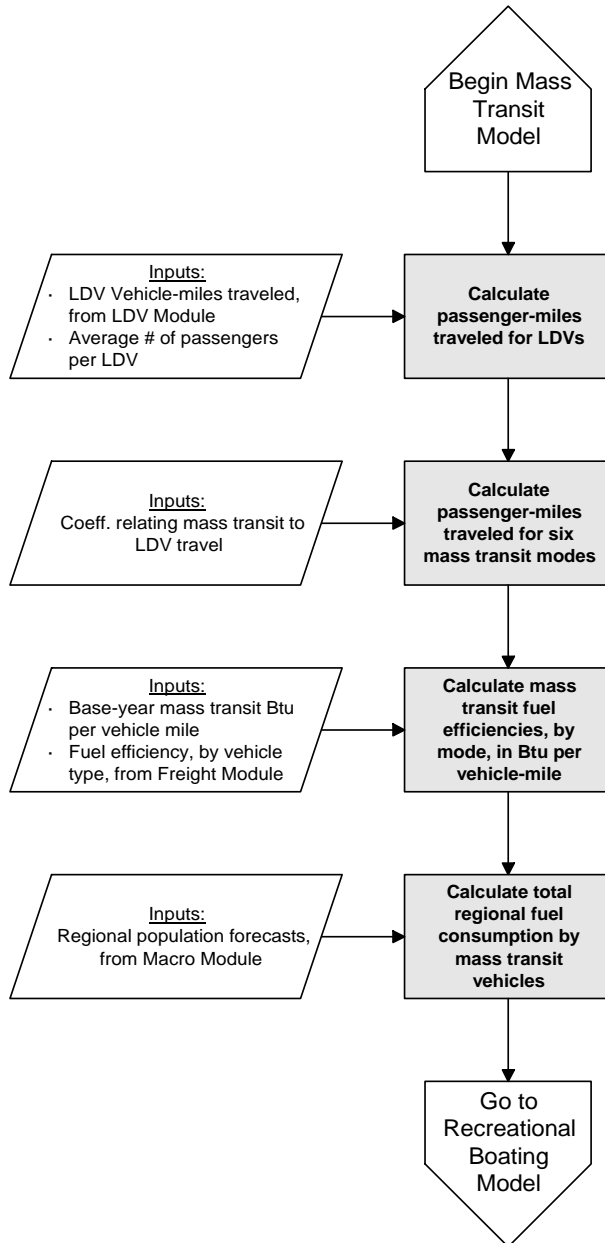 Begin Mass
Transit
Model
Inputs:
· LDV Vehicle-miles traveled,
from LDV Module
· Average # of passengers
per LDV
Calculate
passenger-miles
traveled for LDVs
Inputs:
Coeff. relating mass transit to
LDV travel
Calculate
passenger-miles
traveled for six
mass transit modes
Inputs:
· Base-year mass transit Btu
per vehicle mile
· Fuel efficiency, by vehicle
type, from Freight Module
Calculate mass
transit fuel
efficiencies, by
mode, in Btu per
vehicle-mile
Inputs:
Regional population forecasts,
from Macro Module
Calculate total
regional fuel
consumption by
mass transit
vehicles
Go to
Recreational
Boating
Model